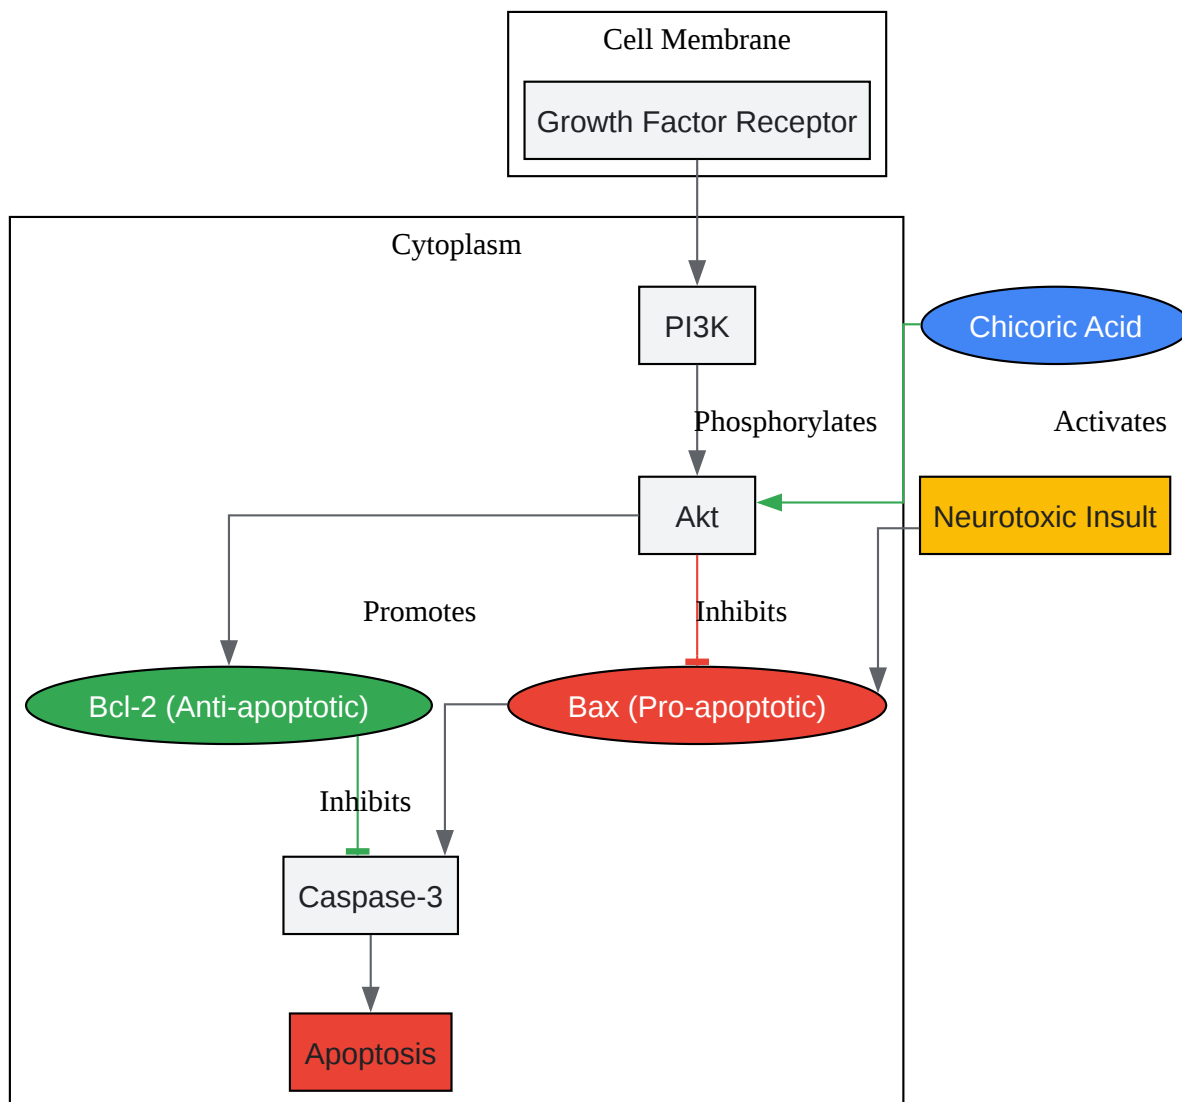 Cell Membrane
Growth Factor Receptor
Cytoplasm
PI3K
Chicoric Acid
Phosphorylates
Activates
Akt
Neurotoxic Insult
Promotes
Inhibits
Bcl-2 (Anti-apoptotic)
Bax (Pro-apoptotic)
Inhibits
Caspase-3
Apoptosis